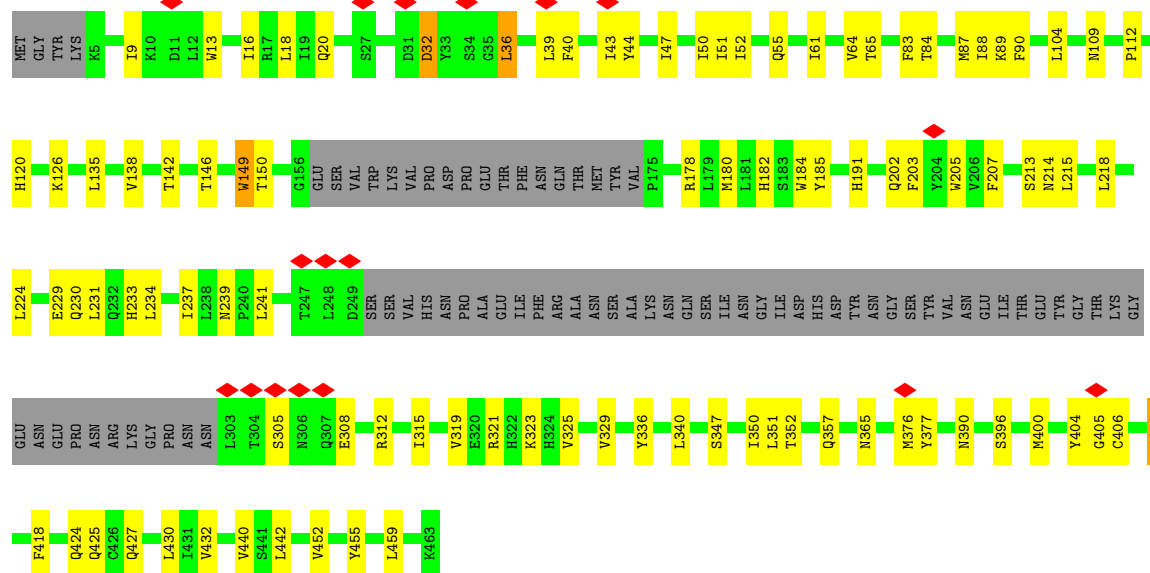 MET GLY TYR LYS K5 I9 K10 D11 L12 W13 I16 R17 L18 I19 Q20 S27 D31 D32 Y33 S34 G35 L36 L39 F40 I43 Y44 I47 I50 I51 I52 Q55 I61 V64 T65 F83 T84 M87 I88 K89 F90 L104 N109 P112
H120 K126 L135 V138 T142 T146 W149 T150 G156 GLU SER VAL TRP LYS VAL PRO ASP PRO GLU THR PHE ASN GLN THR MET TYR VAL P175 R178 L179 M180 L181 H182 S183 W184 Y185 H191 Q202 F203 Y204 W205 V206 F207 S213 N214 L215 L218
L224 E229 Q230 L231 Q232 H233 L234 I237 L238 N239 P240 L241 T247 L248 D249 SER SER VAL HIS ASN PRO ALA GLU ILE PHE ARG ALA ASN SER ALA LYS ASN GLN SER ILE ASN GLY ILE ASP HIS ASP TYR ASN GLY SER TYR VAL ASN GLU ILE THR GLU TYR GLY THR LYS GLY
GLU ASN GLU PRO ASN ARG LYS GLY PRO ASN ASN L303 T304 S305 N306 Q307 E308 R312 I315 V319 E320 R321 H322 K323 H324 V325 V329 Y336 L340 S347 I350 L351 T352 Q357 N365 M376 Y377 N390 S396 M400 Y404 G405 C406
F418 Q424 Q425 C426 Q427 L430 I431 V432 V440 S441 L442 V452 Y455 L459 K463